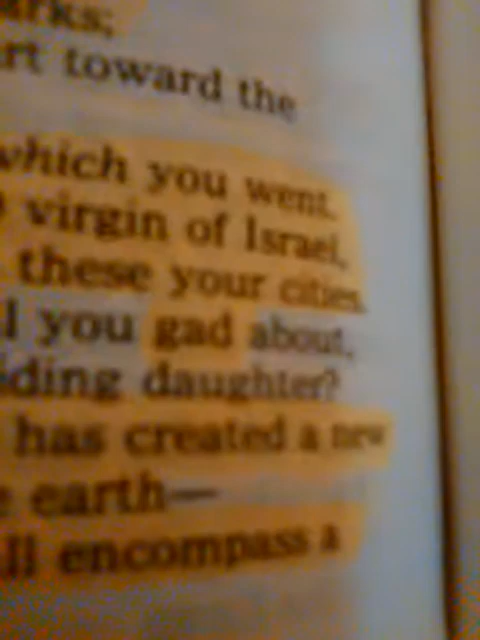 arks;
rt toward the
which you went.
virgin of Israel,
these your cities.
l you gad about,
ding daughter?
has created a new
e earth—
ll encompass a